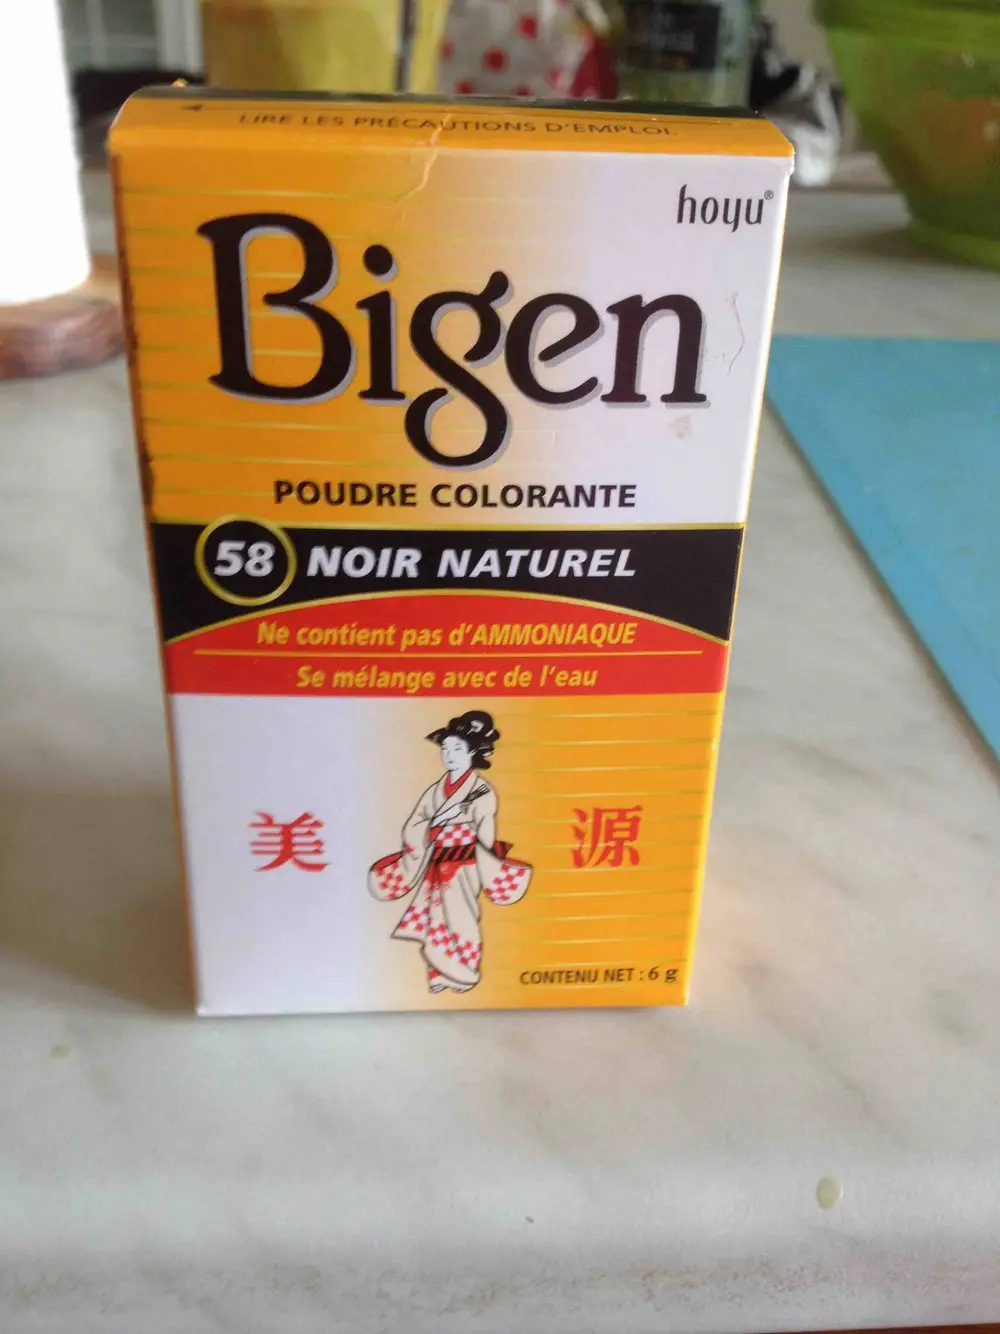 LIRE LES PRÉCAUTIONS D'EMPLOI.
hoyu®
Bigen
POUDRE COLORANTE
58 NOIR NATUREL
Ne contient pas d'AMMONIAQUE
Se mélange avec de l'eau
美 源
CONTENU NET : 6 g